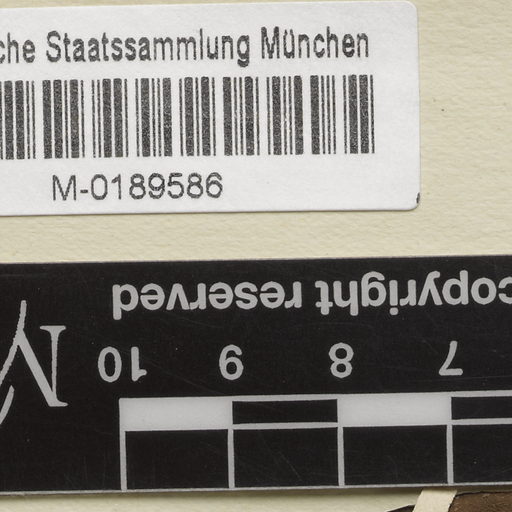 che Staatssammlung München
M-0189586
copyright reserved
10 9 8 7